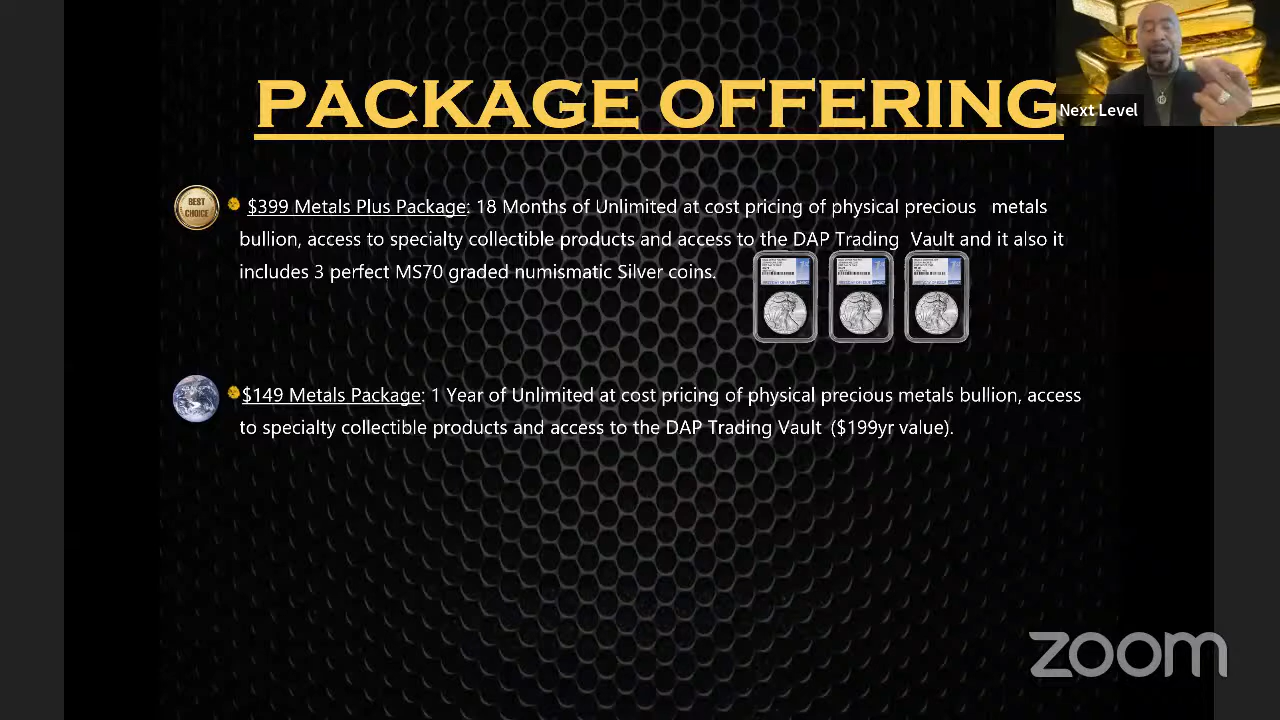 PACKAGE OFFERING
Next Level
BEST
CHOICE
$399 Metals Plus Package: 18 Months of Unlimited at cost pricing of physical precious metals
bullion, access to specialty collectible products and access to the DAP Trading Vault and it also it
includes 3 perfect MS70 graded numismatic Silver coins.
$149 Metals Package: 1 Year of Unlimited at cost pricing of physical precious metals bullion, access
to specialty collectible products and access to the DAP Trading Vault ($199yr value).
zoom